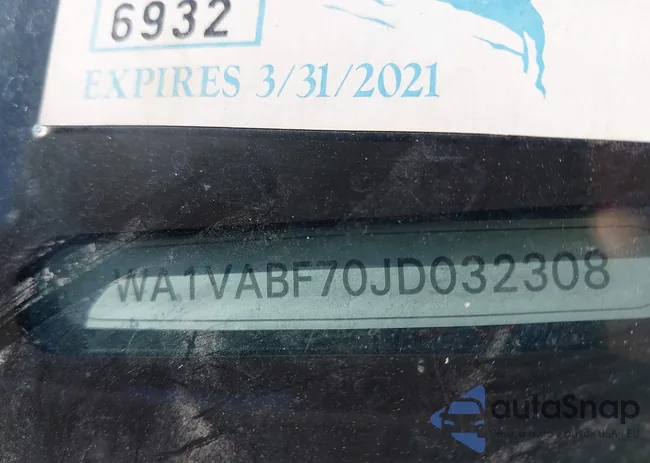 6932
EXPIRES 3/31/2021
WA1VABF70JD032308
autoSnap